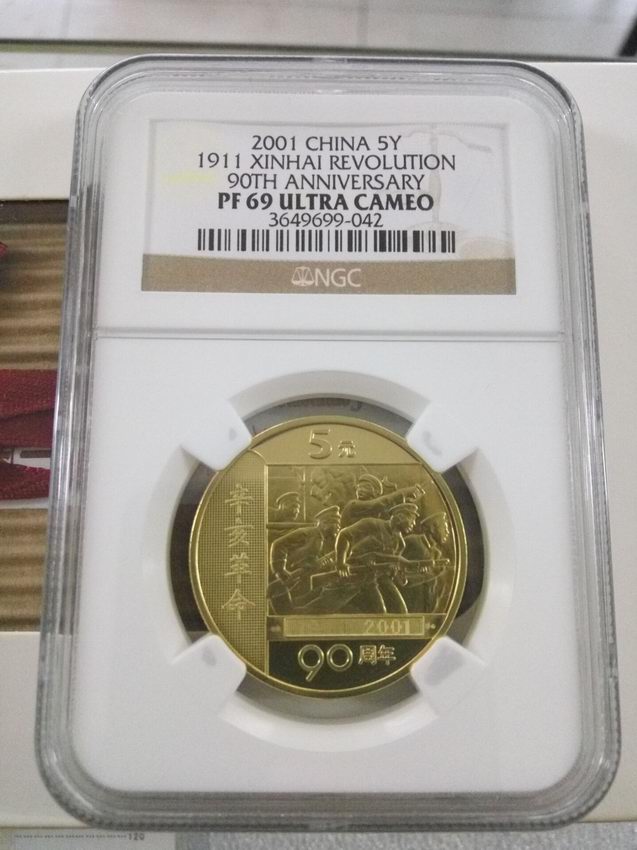 2001 CHINA 5Y
1911 XINHAI REVOLUTION
90TH ANNIVERSARY
PF 69 ULTRA CAMEO
3649699-042
NGC
5元
辛亥革命
2001
90周年
120